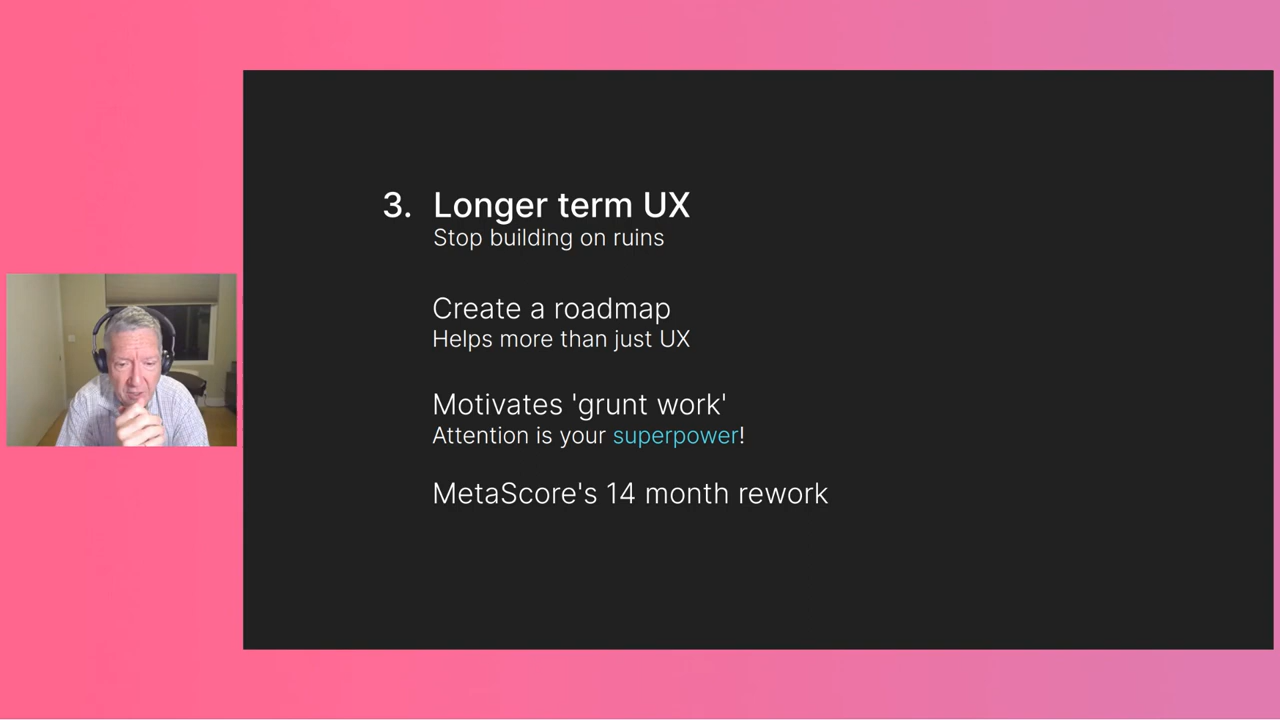 3. Longer term UX
Stop building on ruins
Create a roadmap
Helps more than just UX
Motivates 'grunt work'
Attention is your superpower!
MetaScore's 14 month rework